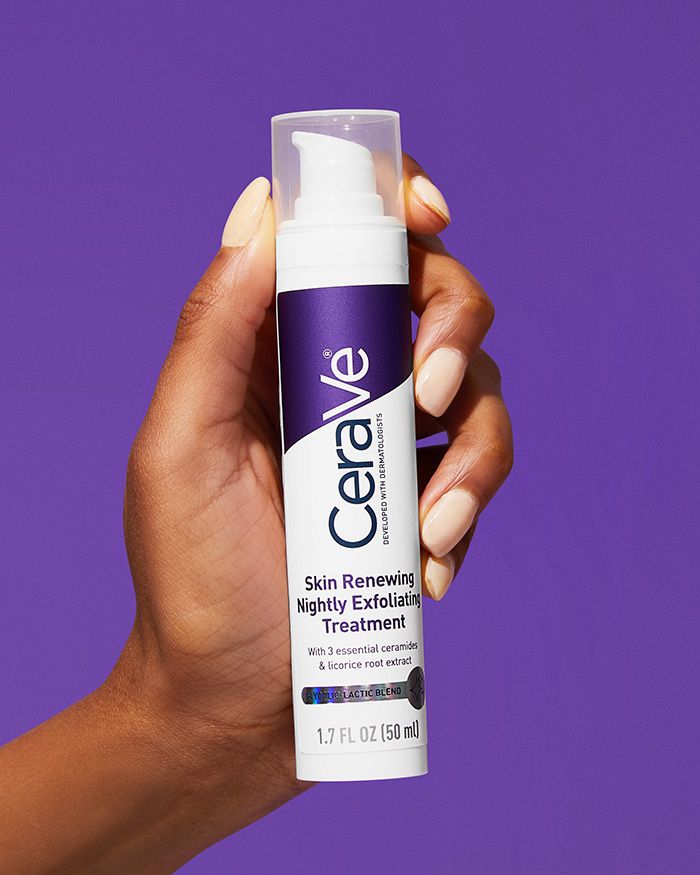 CeraVe®
DEVELOPED WITH DERMATOLOGISTS
Skin Renewing
Nightly Exfoliating
Treatment
With 3 essential ceramides
& licorice root extract
GLYCOLIC-LACTIC BLEND
1.7 FL OZ (50 ml)